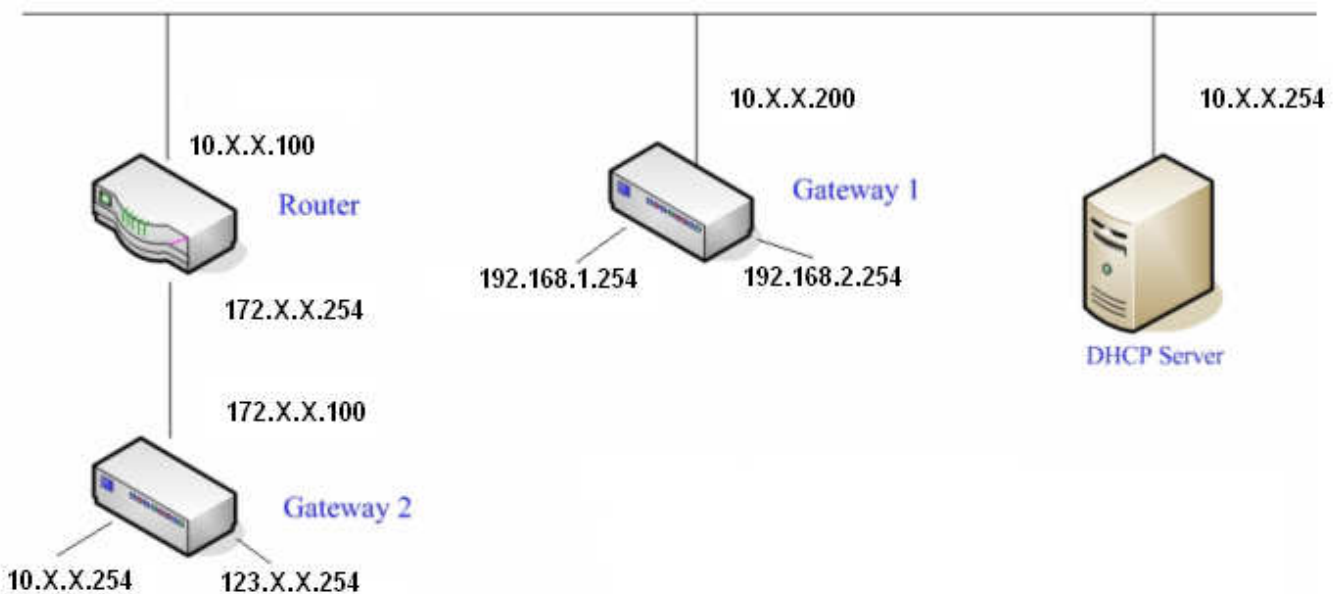 10.X.X.200
10.X.X.254
10.X.X.100
Router
Gateway 1
192.168.1.254
192.168.2.254
172.X.X.254
DHCP Server
172.X.X.100
Gateway 2
10.X.X.254
123.X.X.254